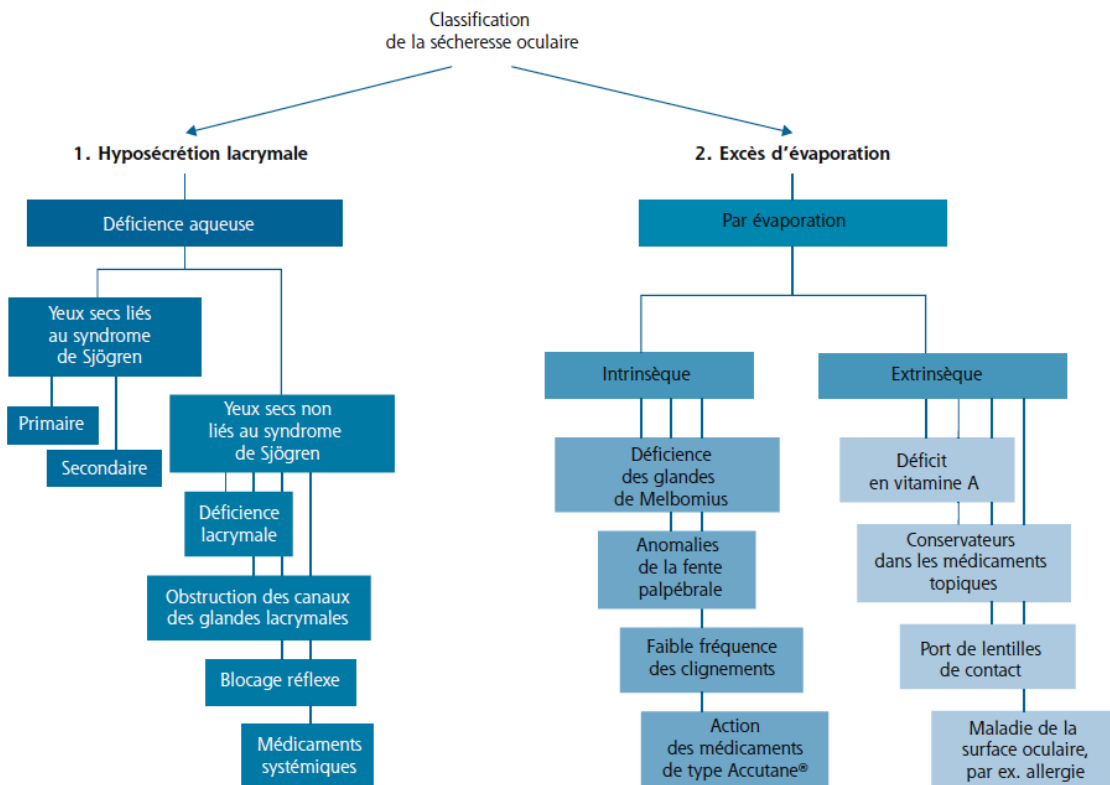 Classification
de la sécheresse oculaire
1. Hyposécrétion lacrymale
Déficience aqueuse
Yeux secs liés
au syndrome
de Sjögren
Primaire
Secondaire
Yeux secs non
liés au syndrome
de Sjögren
Déficience
lacrymale
Obstruction des canaux
des glandes lacrymales
Blocage réflexe
Médicaments
systémiques
2. Excès d’évaporation
Par évaporation
Intrinsèque
Déficience
des glandes
de Melbomius
Anomalies
de la fente
palpébrale
Faible fréquence
des clignements
Action
des médicaments
de type Accutane®
Extrinsèque
Déficit
en vitamine A
Conservateurs
dans les médicaments
topiques
Port de lentilles
de contact
Maladie de la
surface oculaire,
par ex. allergie